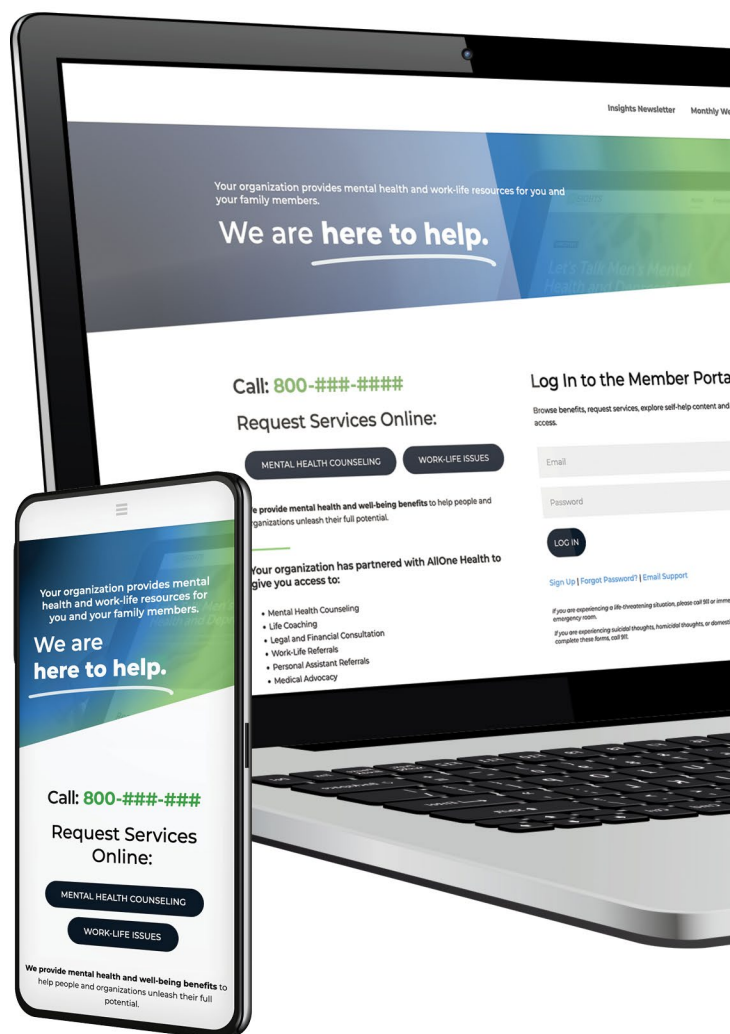 Insights Newsletter Monthly
Your organization provides mental health and work-life resources for you and
your family members.
We are here to help.
Let's Talk Men's Mental
Health and
Call: 800-###-####
Request Services Online:
MENTAL HEALTH COUNSELING WORK-LIFE ISSUES
provide mental health and well-being benefits to help people and
organizations unleash their full potential.
Your organization has partnered with AllOne Health to
give you access to:
• Mental Health Counseling
• Life Coaching
• Legal and Financial Consultation
• Work-Life Referrals
• Personal Assistant Referrals
• Medical Advocacy
Log In to the Member
Browse benefits, request services, explore self-help content and
access.
Email
Password
LOG IN
Sign Up | Forgot Password? | Email Support
If you are experiencing a life-threatening situation, please call 911 or
emergency room.
If you are experiencing suicidal thoughts, homicidal thoughts, or
complete these forms, call 911.
Your organization provides mental
health and work-life resources for
you and your family members.
We are
here to help.
Call: 800-###-###
Request Services
Online:
MENTAL HEALTH COUNSELING
WORK-LIFE ISSUES
We provide mental health and well-being benefits to
help people and organizations unleash their full
potential.